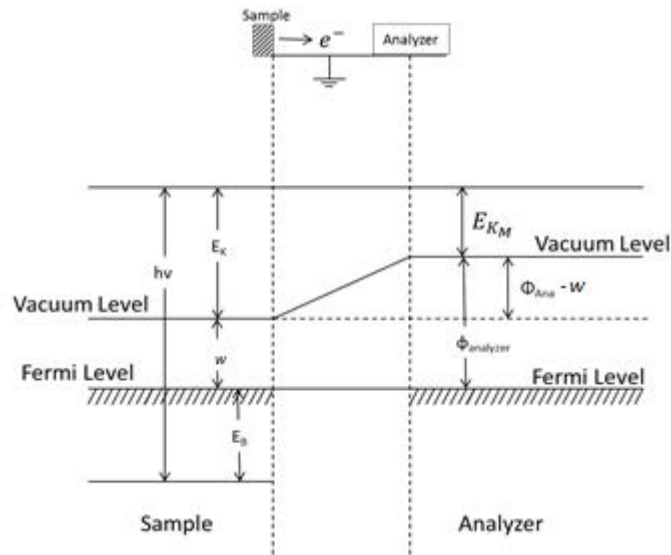 Sample
e⁻
Analyzer
E_K
E_{K_M}
Vacuum Level
hν
Φ_Ana - w
Vacuum Level
w
ϕ_analyzer
Fermi Level
Fermi Level
E_B
Sample
Analyzer